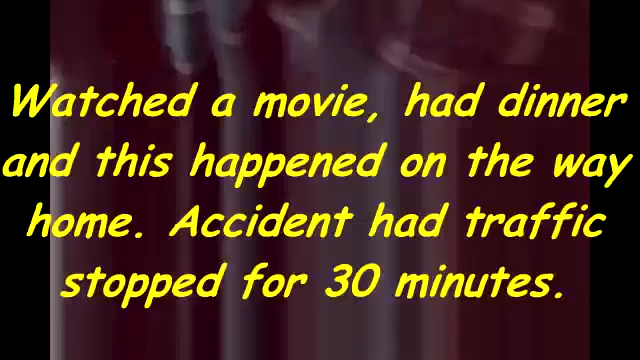 Watched a movie, had dinner
and this happened on the way
home. Accident had traffic
stopped for 30 minutes.